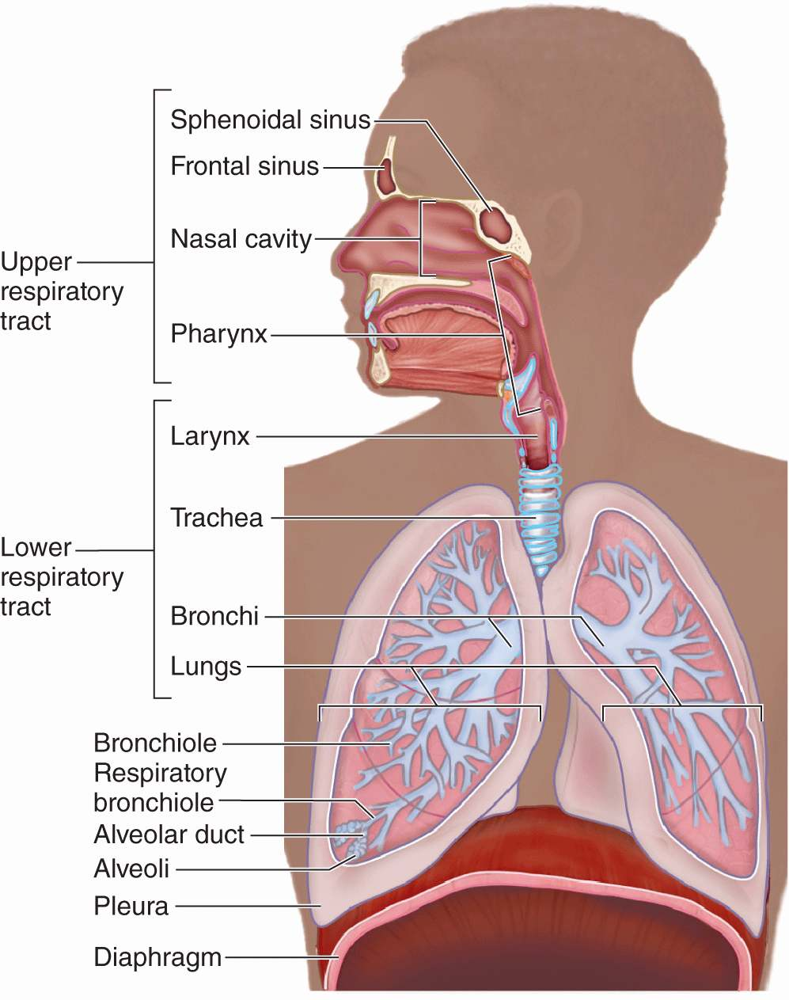 Sphenoidal sinus
Frontal sinus
Nasal cavity
Upper
respiratory
tract
Pharynx
Larynx
Trachea
Lower
respiratory
tract
Bronchi
Lungs
Bronchiole
Respiratory
bronchiole
Alveolar duct
Alveoli
Pleura
Diaphragm